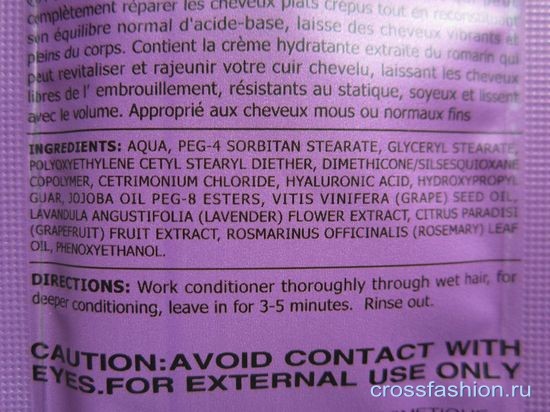 complètement réparer les cheveux plats crépus tout en reconstituant
son équilibre normal d'acide-base, laisse des cheveux vibrants et
pleins du corps. Contient la crème hydratante extraite du romarin qui
peut revitaliser et rajeunir votre cuir chevelu, laissant les cheveux
libres de l' embrouillement, résistants au statique, soyeux et lissent
avec le volume. Approprié aux cheveux mous ou normaux fins
INGREDIENTS: AQUA, PEG-4 SORBITAN STEARATE, GLYCERYL STEARATE,
POLYOXYETHYLENE CETYL STEARYL DIETHER, DIMETHICONE/SILSESQUIOXANE
COPOLYMER, CETRIMONIUM CHLORIDE, HYALURONIC ACID, HYDROXYPROPYL
GUAR, JOJOBA OIL PEG-8 ESTERS, VITIS VINIFERA (GRAPE) SEED OIL,
LAVANDULA ANGUSTIFOLIA (LAVENDER) FLOWER EXTRACT, CITRUS PARADISI
(GRAPEFRUIT) FRUIT EXTRACT, ROSMARINUS OFFICINALIS (ROSEMARY) LEAF
OIL, PHENOXYETHANOL.
DIRECTIONS: Work conditioner thoroughly through wet hair, for
deeper conditioning, leave in for 3-5 minutes. Rinse out.
CAUTION:AVOID CONTACT WITH
EYES.FOR EXTERNAL USE ONLY
crossfashion.ru